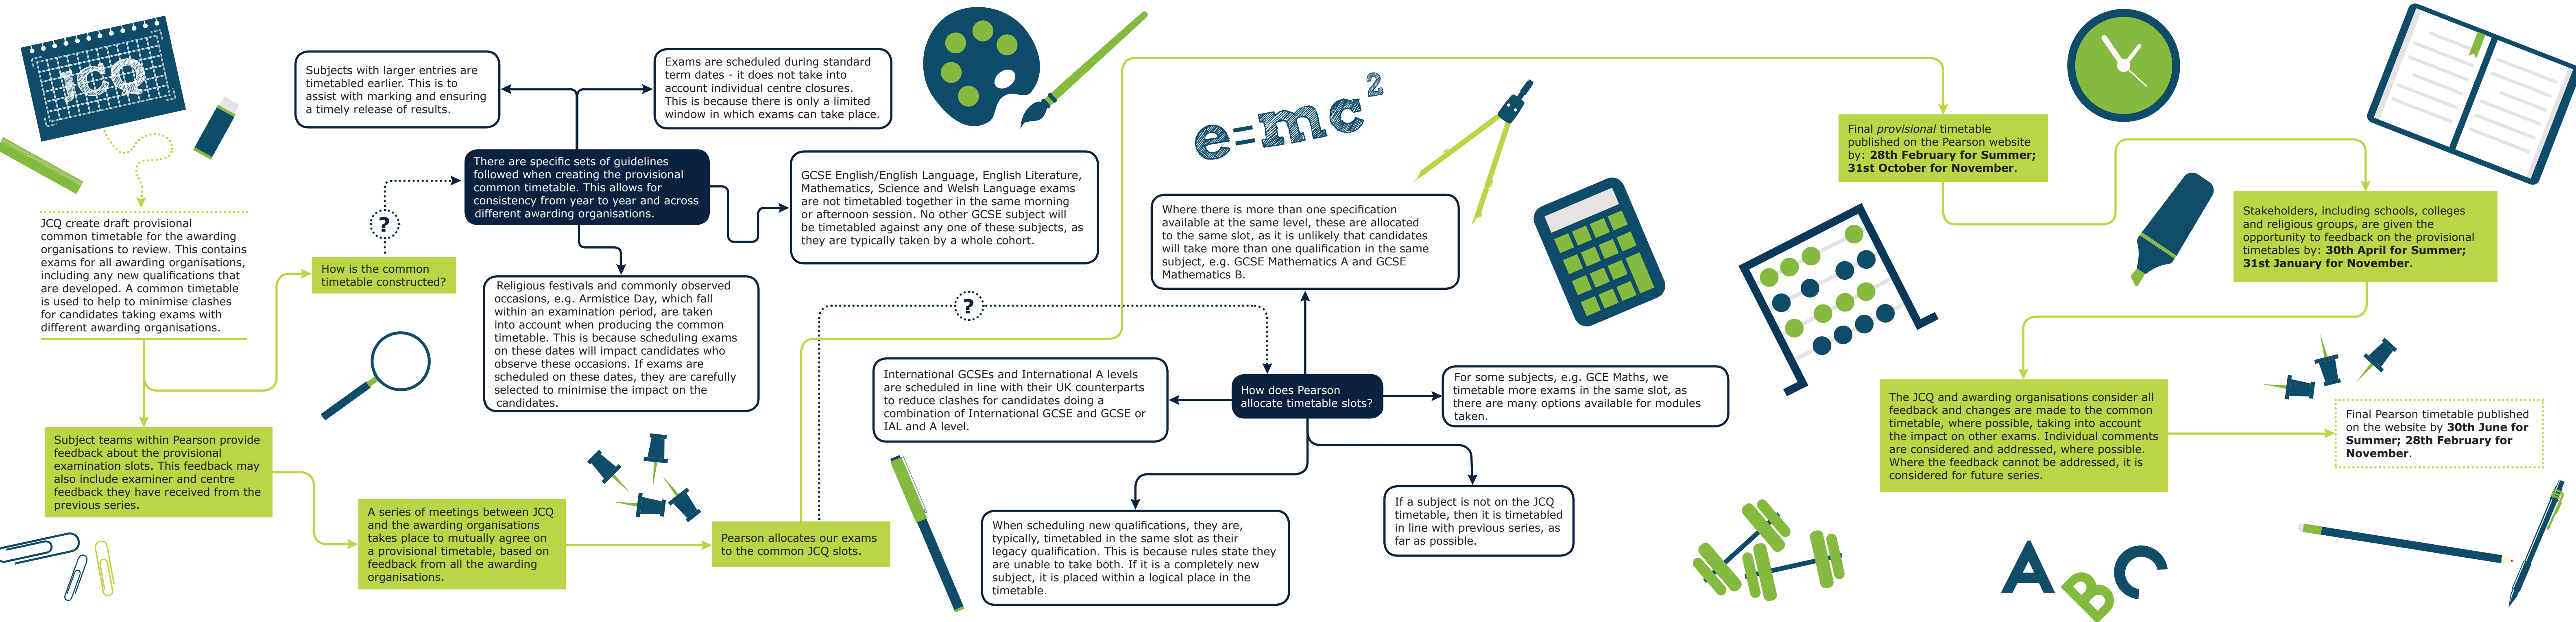 JCQ
JCQ create draft provisional
common timetable for the awarding
organisations to review. This contains
exams for all awarding organisations,
including any new qualifications that
are developed. A common timetable
is used to help to minimise clashes
for candidates taking exams with
different awarding organisations.
How is the common
timetable constructed?
?
There are specific sets of guidelines
followed when creating the provisional
common timetable. This allows for
consistency from year to year and across
different awarding organisations.
Subjects with larger entries are
timetabled earlier. This is to
assist with marking and ensuring
a timely release of results.
Exams are scheduled during standard
term dates - it does not take into
account individual centre closures.
This is because there is only a limited
window in which exams can take place.
GCSE English/English Language, English Literature,
Mathematics, Science and Welsh Language exams
are not timetabled together in the same morning
or afternoon session. No other GCSE subject will
be timetabled against any one of these subjects, as
they are typically taken by a whole cohort.
Religious festivals and commonly observed
occasions, e.g. Armistice Day, which fall
within an examination period, are taken
into account when producing the common
timetable. This is because scheduling exams
on these dates will impact candidates who
observe these occasions. If exams are
scheduled on these dates, they are carefully
selected to minimise the impact on the
candidates.
Subject teams within Pearson provide
feedback about the provisional
examination slots. This feedback may
also include examiner and centre
feedback they have received from the
previous series.
A series of meetings between JCQ
and the awarding organisations
takes place to mutually agree on
a provisional timetable, based on
feedback from all the awarding
organisations.
Pearson allocates our exams
to the common JCQ slots.
?
How does Pearson
allocate timetable slots?
e=mc2
Where there is more than one specification
available at the same level, these are allocated
to the same slot, as it is unlikely that candidates
will take more than one qualification in the same
subject, e.g. GCSE Mathematics A and GCSE
Mathematics B.
International GCSEs and International A levels
are scheduled in line with their UK counterparts
to reduce clashes for candidates doing a
combination of International GCSE and GCSE or
IAL and A level.
For some subjects, e.g. GCE Maths, we
timetable more exams in the same slot, as
there are many options available for modules
taken.
When scheduling new qualifications, they are,
typically, timetabled in the same slot as their
legacy qualification. This is because rules state they
are unable to take both. If it is a completely new
subject, it is placed within a logical place in the
timetable.
If a subject is not on the JCQ
timetable, then it is timetabled
in line with previous series, as
far as possible.
Final provisional timetable
published on the Pearson website
by: 28th February for Summer;
31st October for November.
Stakeholders, including schools, colleges
and religious groups, are given the
opportunity to feedback on the provisional
timetables by: 30th April for Summer;
31st January for November.
The JCQ and awarding organisations consider all
feedback and changes are made to the common
timetable, where possible, taking into account
the impact on other exams. Individual comments
are considered and addressed, where possible.
Where the feedback cannot be addressed, it is
considered for future series.
Final Pearson timetable published
on the website by 30th June for
Summer; 28th February for
November.
ABC